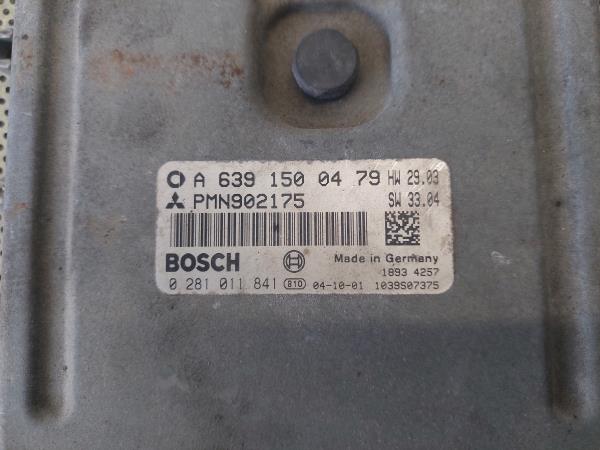 A 639 150 04 79 HW 29.03
PMN902175 SW 33.04
BOSCH Made in Germany
1893 4257
0 281 011 841 810 04-10-01 1039S07375